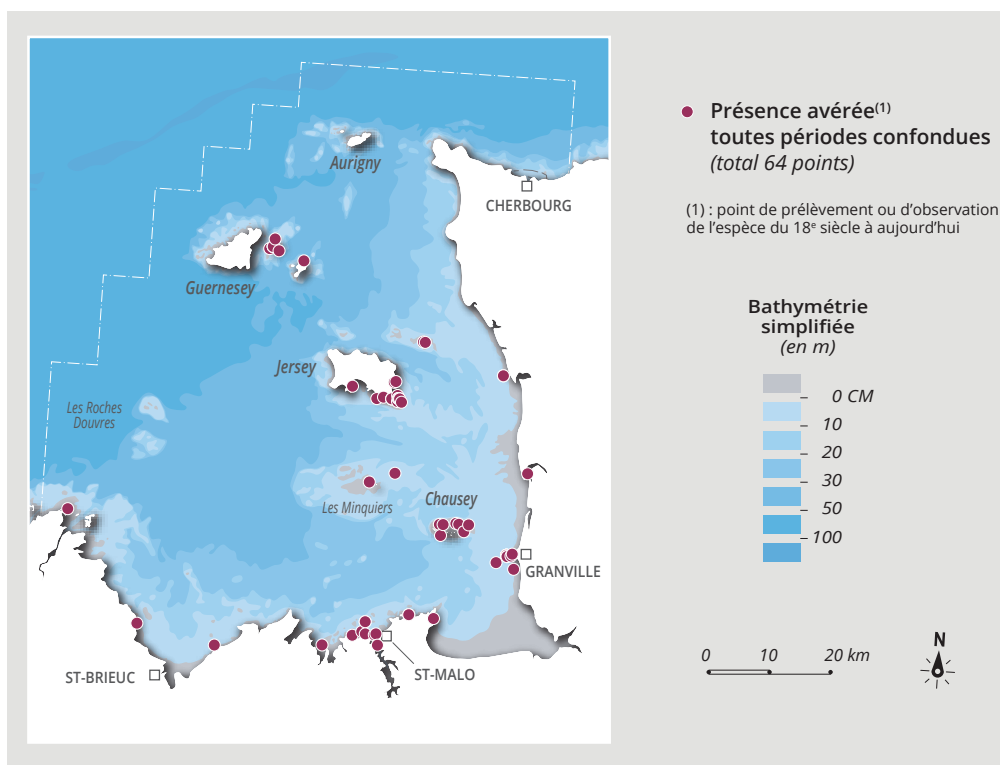 Aurigny
CHERBOURG
Guernesey
Jersey
Les Roches
Douvres
Les Minquiers
Chausey
GRANVILLE
ST-BRIEUC
ST-MALO
Présence avérée(1)
toutes périodes confondues
(total 64 points)
(1) : point de prélèvement ou d'observation
de l'espèce du 18e siècle à aujourd'hui
Bathymétrie
simplifiée
(en m)
0 CM
10
20
30
50
100
0 10 20 km
N